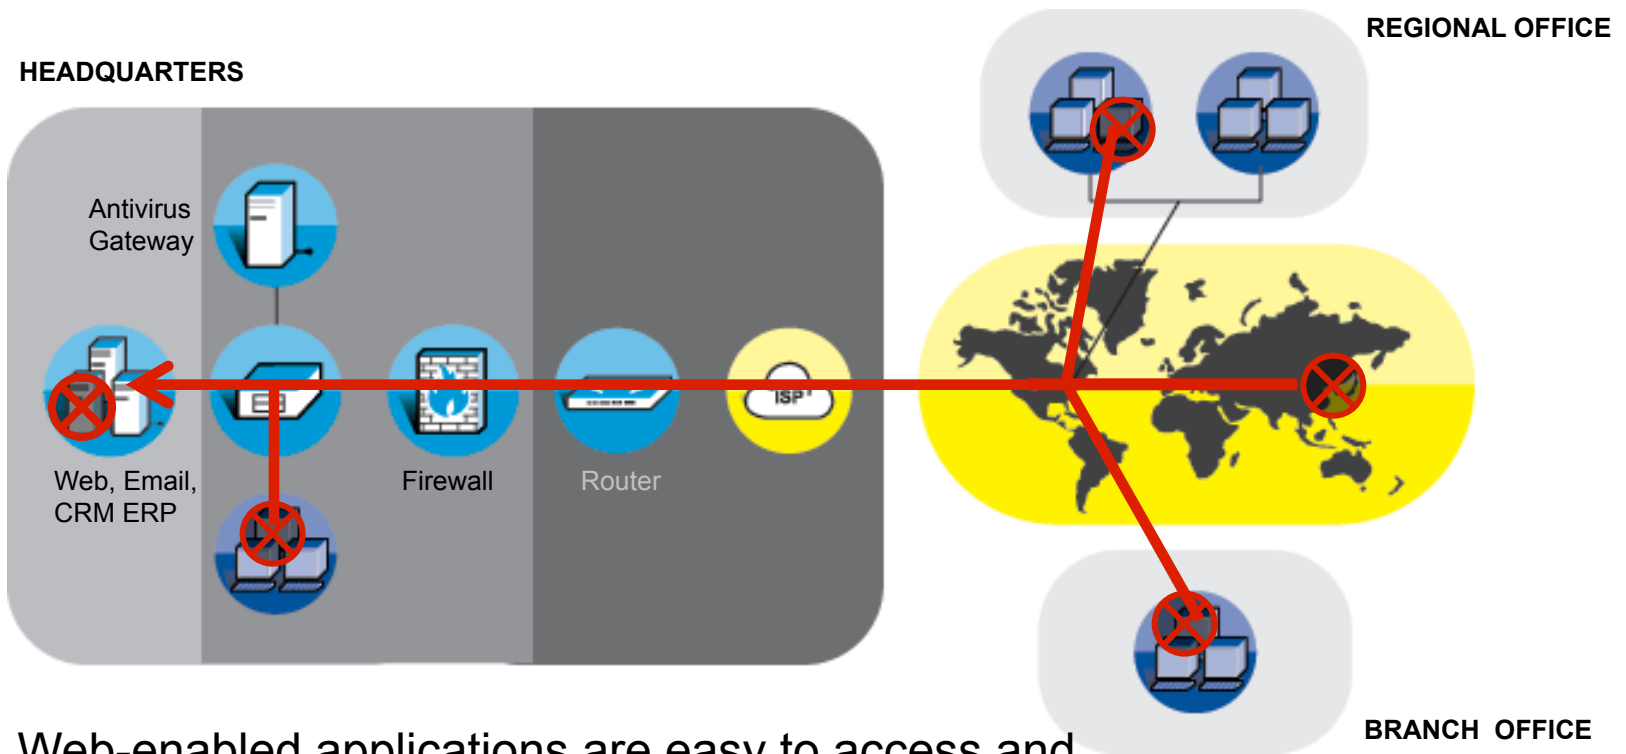 REGIONAL OFFICE
HEADQUARTERS
Antivirus
Gateway
ISP
Web, Email,
CRM ERP
Firewall
Router
BRANCH OFFICE
Web-enabled applications are easy to access and